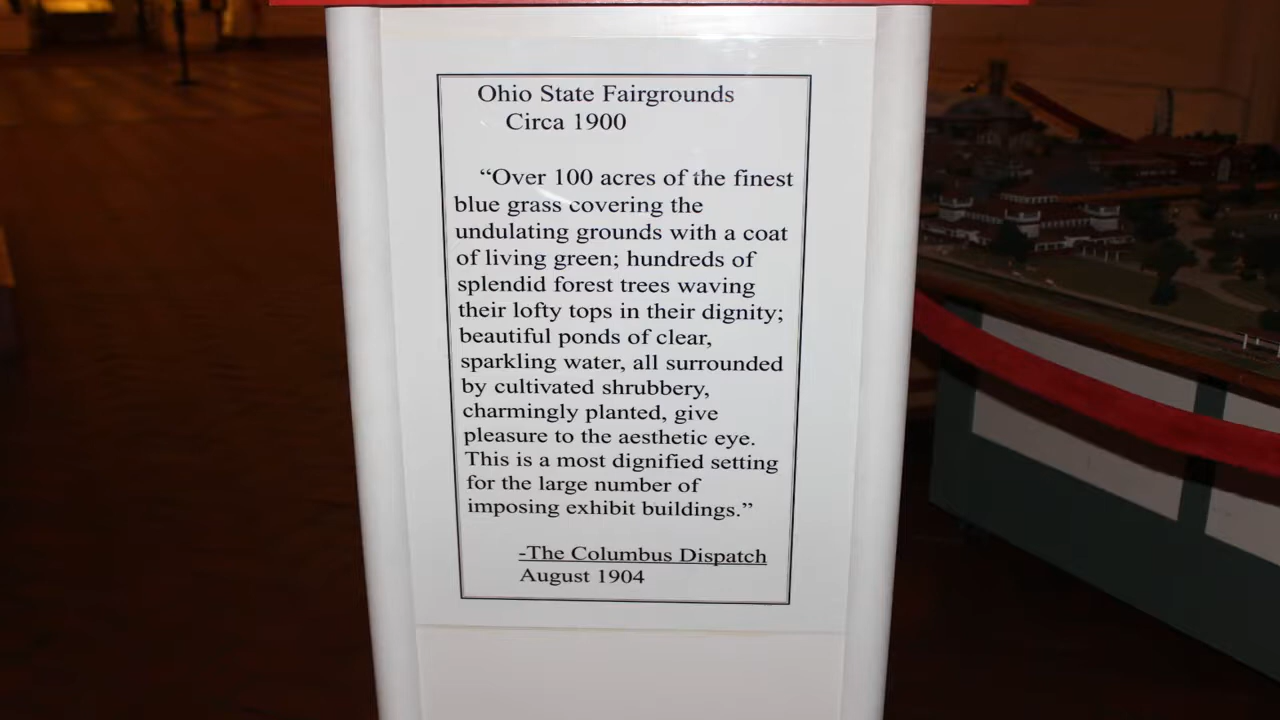 Ohio State Fairgrounds
Circa 1900
“Over 100 acres of the finest
blue grass covering the
undulating grounds with a coat
of living green; hundreds of
splendid forest trees waving
their lofty tops in their dignity;
beautiful ponds of clear,
sparkling water, all surrounded
by cultivated shrubbery,
charmingly planted, give
pleasure to the aesthetic eye.
This is a most dignified setting
for the large number of
imposing exhibit buildings.”
-The Columbus Dispatch
August 1904